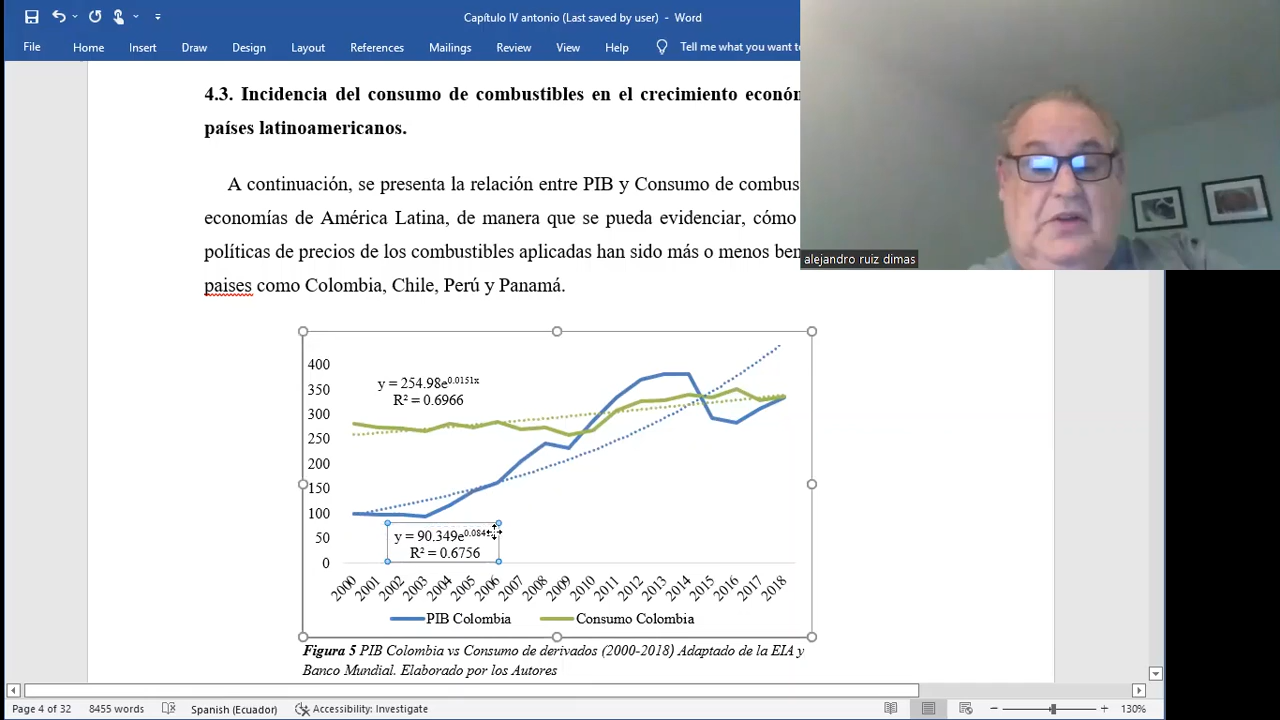 Capítulo IV antonio (Last saved by user) - Word
File Home Insert Draw Design Layout References Mailings Review View Help Tell me what you want to
alejandro ruiz dimas
4.3. Incidencia del consumo de combustibles en el crecimiento
países latinoamericanos.
A continuación, se presenta la relación entre PIB y Consumo de
economías de América Latina, de manera que se pueda evidenciar, cómo
políticas de precios de los combustibles aplicadas han sido más o menos
paises como Colombia, Chile, Perú y Panamá.
400
350
300
250
200
150
100
50
0
y = 254.98e^0.0151x
R² = 0.6966
y = 90.349e^0.084
R² = 0.6756
2000 2001 2002 2003 2004 2005 2006 2007 2008 2009 2010 2011 2012 2013 2014 2015 2016 2017 2018
PIB Colombia Consumo Colombia
Figura 5 PIB Colombia vs Consumo de derivados (2000-2018) Adaptado de la EIA y
Banco Mundial. Elaborado por los Autores
Page 4 of 32 8455 words Spanish (Ecuador) Accessibility: Investigate 130%